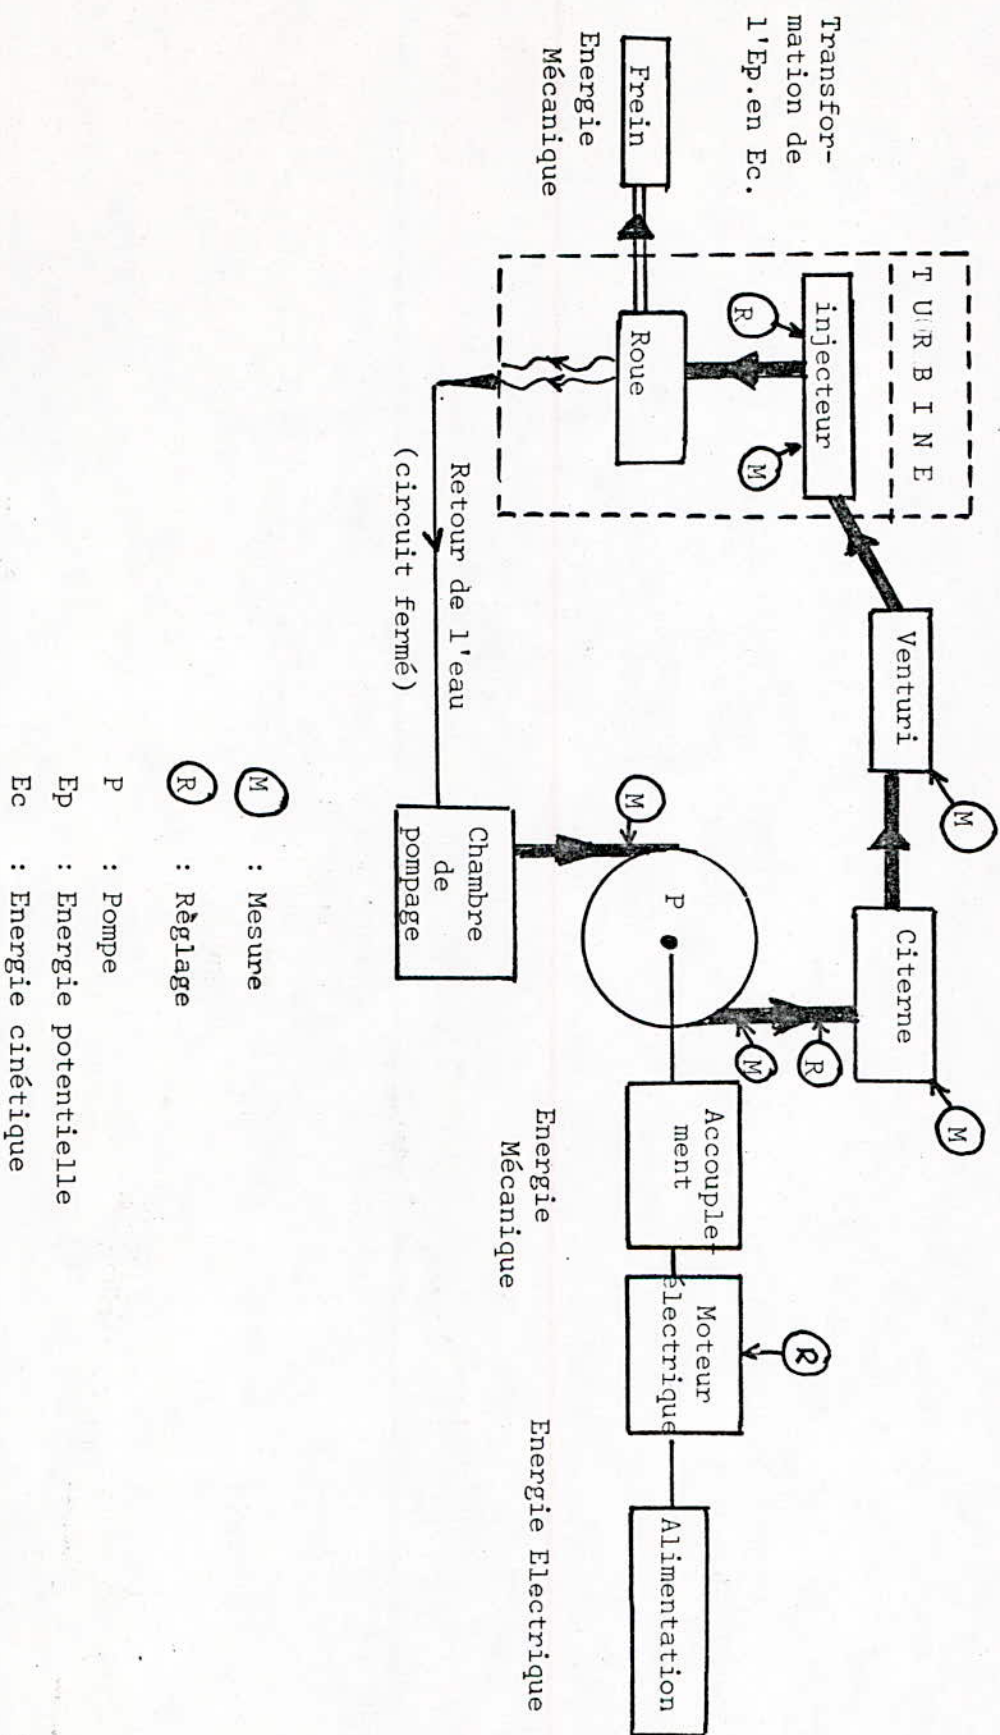 Transfor-
mation de
l'Ep.en Ec.
T U R B I N E
injecteur
R
M
Roue
Frein
Energie
Mécanique
Retour de l'eau
(circuit fermé)
Venturi
M
Citerne
M
R
M
M
P
Chambre
de
pompage
Accouple-
ment
Energie
Mécanique
Moteur
électrique
R
Energie Electrique
Alimentation
M : Mesure
R : Règlage
P : Pompe
Ep : Energie potentielle
Ec : Energie cinétique